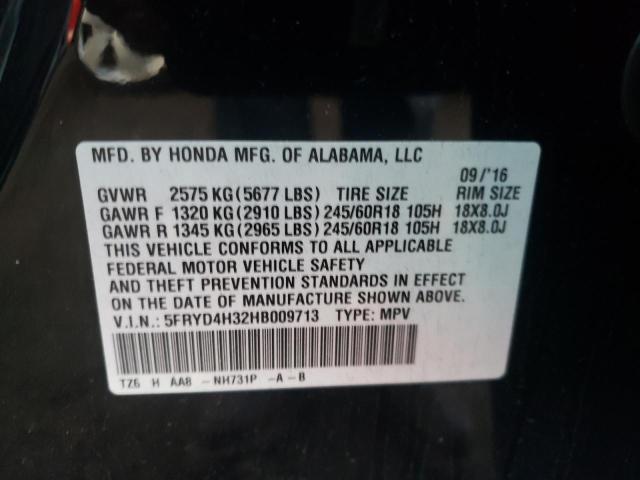 MFD. BY HONDA MFG. OF ALABAMA, LLC
09/'16
GVWR 2575 KG(5677 LBS) TIRE SIZE RIM SIZE
GAWR F 1320 KG(2910 LBS)245/60R18 105H 18X8.0J
GAWR R 1345 KG(2965 LBS)245/60R18 105H 18X8.0J
THIS VEHICLE CONFORMS TO ALL APPLICABLE
FEDERAL MOTOR VEHICLE SAFETY
AND THEFT PREVENTION STANDARDS IN EFFECT
ON THE DATE OF MANUFACTURE SHOWN ABOVE.
V.I.N.: 5FRYD4H32HB009713 TYPE: MPV
TZ6 H AA8 -NH731P -A-B